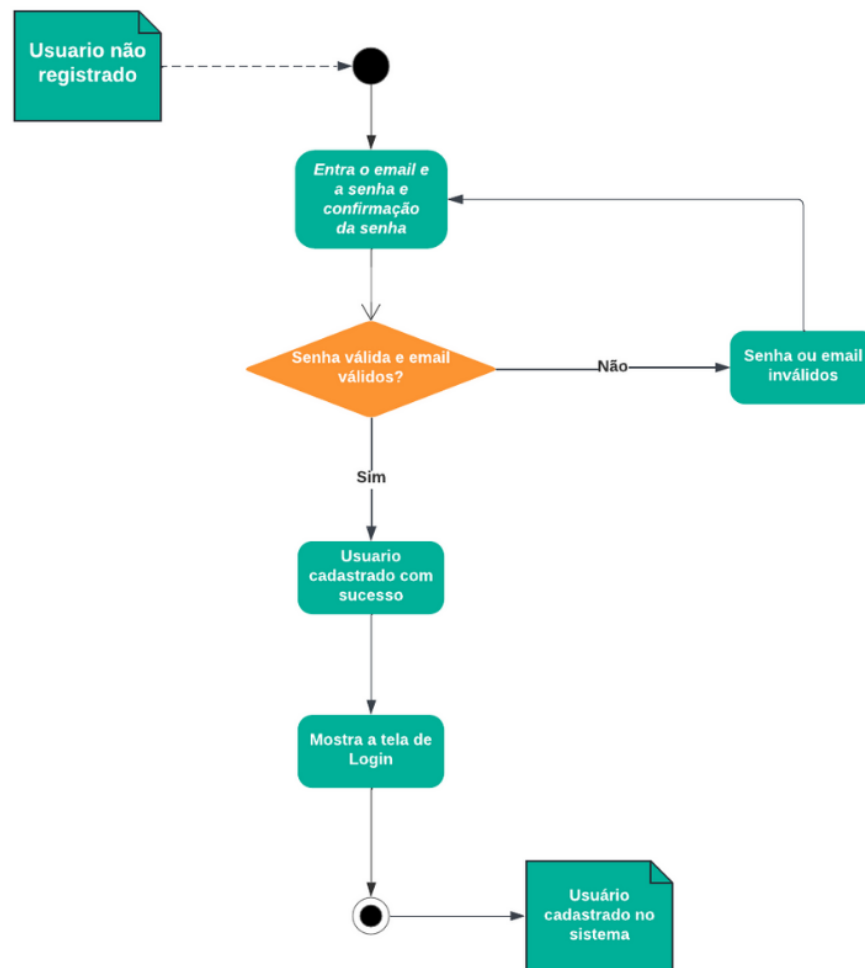 Usuario não
registrado
Entra o email e
a senha e
confirmação
da senha
Senha válida e email
válidos?
Não
Senha ou email
inválidos
Sim
Usuario
cadastrado com
sucesso
Mostra a tela de
Login
Usuário
cadastrado no
sistema